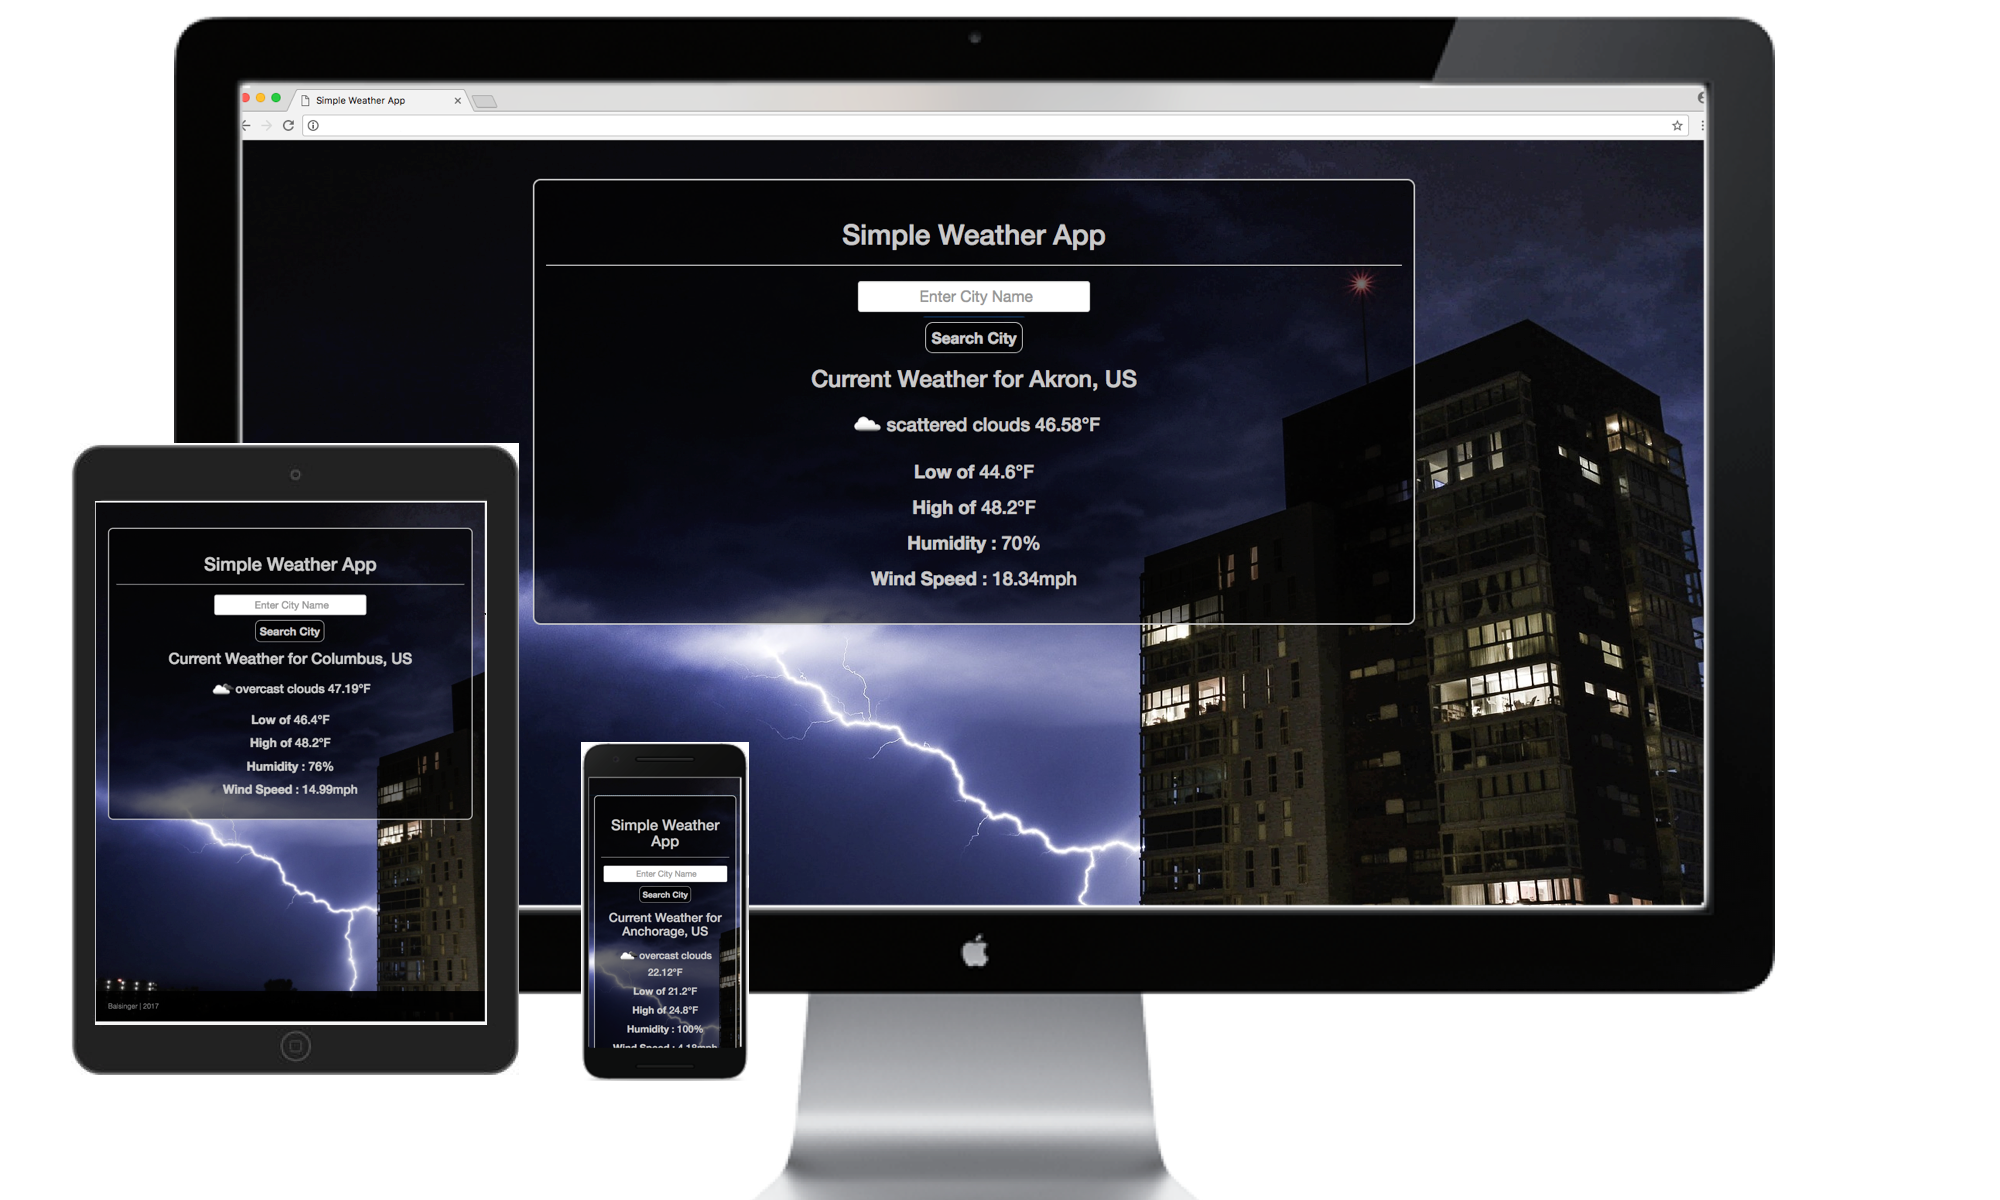 Simple Weather App
Simple Weather App
Enter City Name
Search City
Current Weather for Akron, US
scattered clouds 46.58°F
Low of 44.6°F
High of 48.2°F
Humidity : 70%
Wind Speed : 18.34mph
Simple Weather App
Enter City Name
Search City
Current Weather for Columbus, US
overcast clouds 47.19°F
Low of 46.4°F
High of 48.2°F
Humidity : 76%
Wind Speed : 14.99mph
Balsinger | 2017
Simple Weather
App
Enter City Name
Search City
Current Weather for
Anchorage, US
overcast clouds
22.12°F
Low of 21.2°F
High of 24.8°F
Humidity : 100%
Wind Speed : 4.18mph